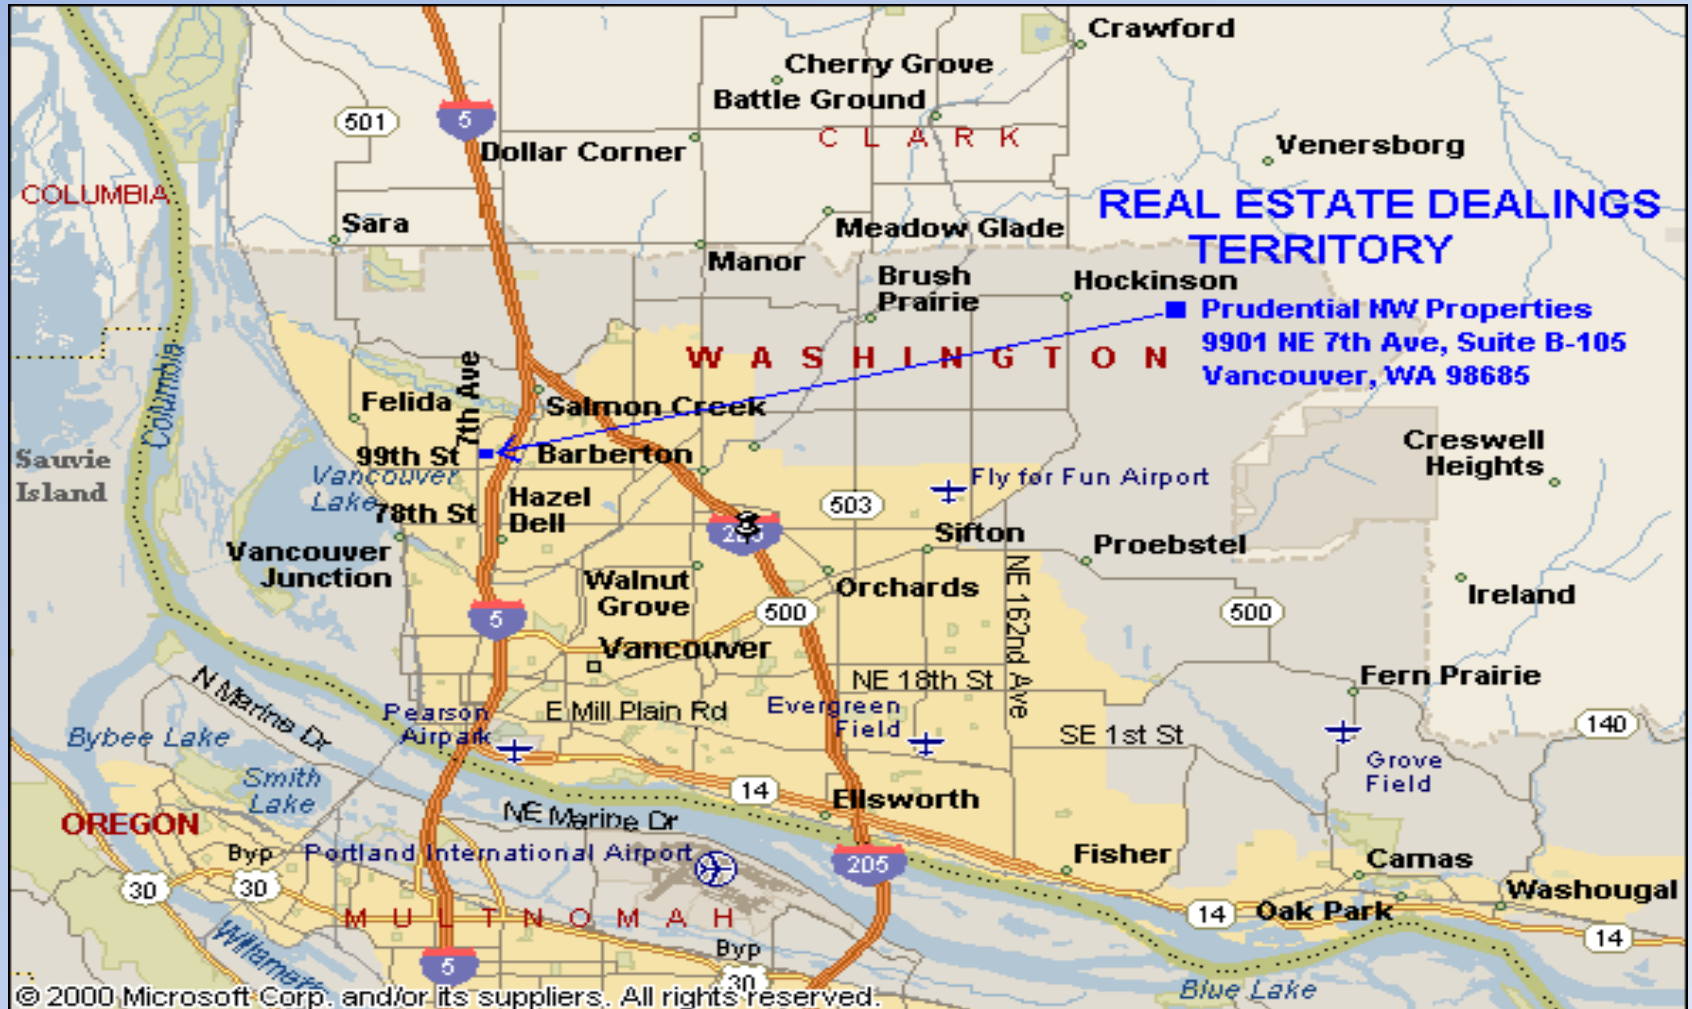 Crawford
Cherry Grove
Battle Ground
501
5
CLARK
Dollar Corner
Venersborg
COLUMBIA
REAL ESTATE DEALINGS
TERRITORY
Sara
Meadow Glade
Manor
Brush
Prairie
Hockinson
Prudential NW Properties
9901 NE 7th Ave, Suite B-105
Vancouver, WA 98685
WASHINGTON
Columbia
7th Ave
Felida
Salmon Creek
99th St
Barberton
Creswell
Heights
Sauvie
Island
Vancouver
Lake
Fly for Fun Airport
78th St
Hazel
Dell
503
Sifton
Proebstel
Vancouver
Junction
Walnut
Grove
Orchards
Ireland
5
500
500
NE 162nd Ave
Vancouver
NE 18th St
Fern Prairie
N Marine Dr
Pearson
Airpark
E Mill Plain Rd
Evergreen
Field
SE 1st St
140
Bybee Lake
Grove
Field
Smith
Lake
14
Ellsworth
OREGON
NE Marine Dr
Byp
Portland International Airport
205
Fisher
Camas
30
30
Washougal
14
Oak Park
MULTNOMAH
14
Byp
5
30
Blue Lake
© 2000 Microsoft Corp. and/or its suppliers. All rights reserved.